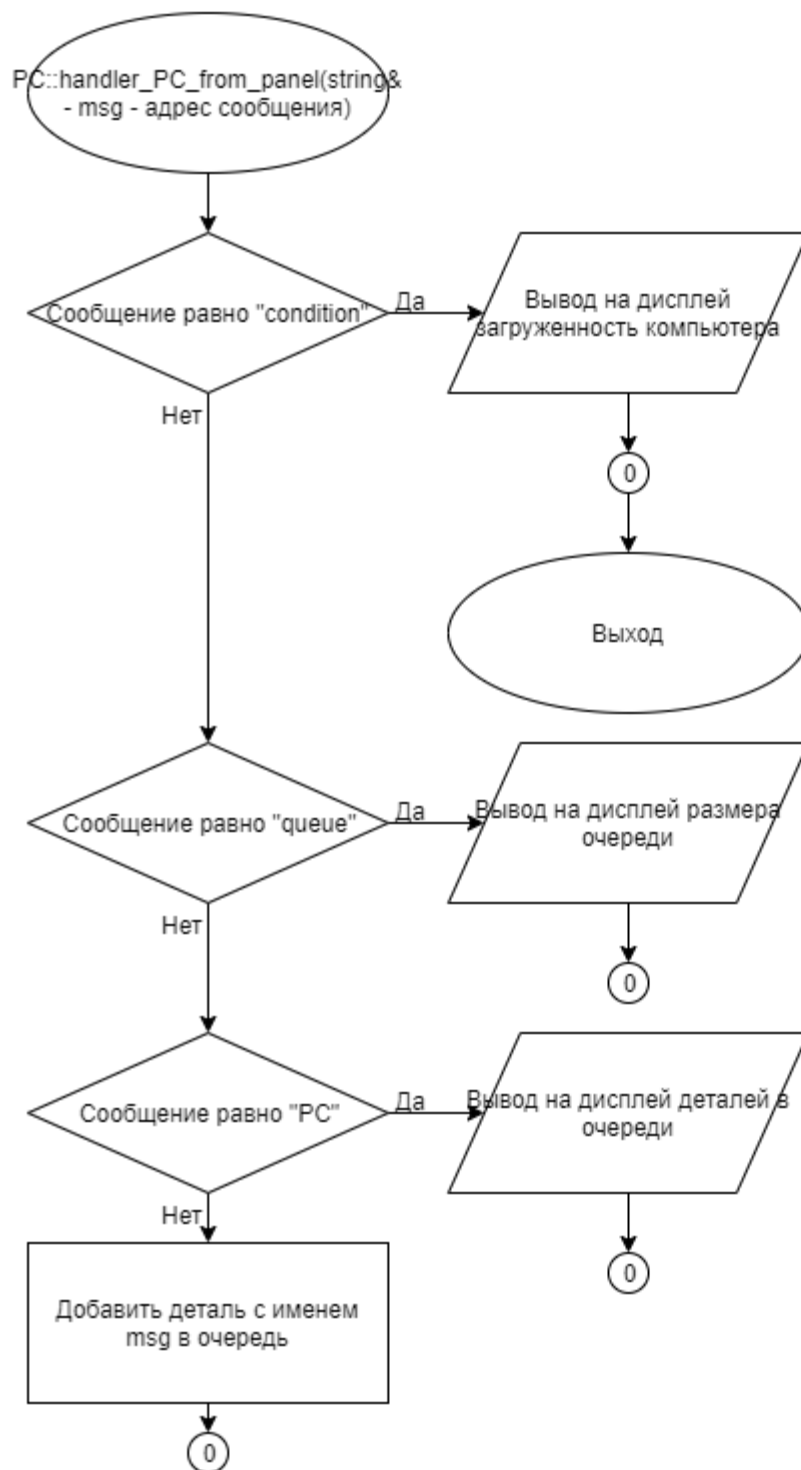 PC::handler_PC_from_panel(string&
- msg - адрес сообщения)
Сообщение равно "condition"
Да
Вывод на дисплей
загруженность компьютера
Нет
0
Выход
Сообщение равно "queue"
Да
Вывод на дисплей размера
очереди
Нет
0
Сообщение равно "PC"
Да
Вывод на дисплей деталей в
очереди
Нет
0
Добавить деталь с именем
msg в очередь
0